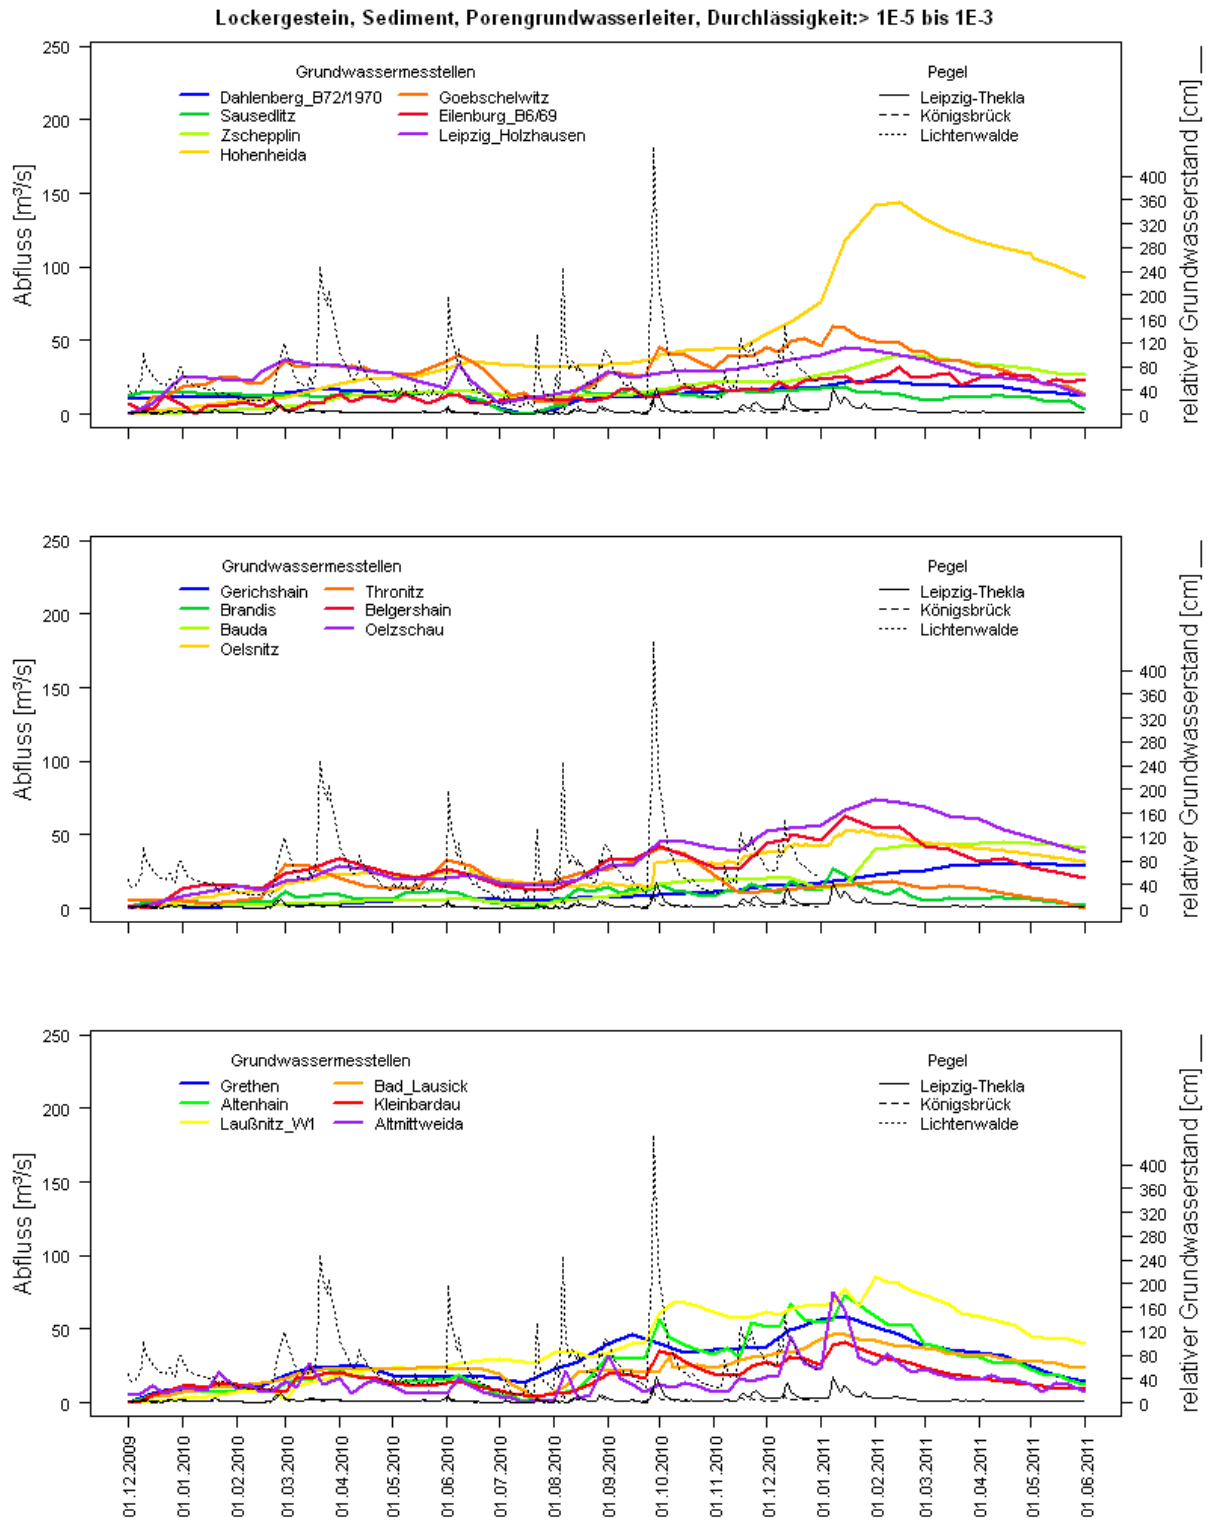 Lockergestein, Sediment, Porengrundwasserleiter, Durchlässigkeit:> 1E-5 bis 1E-3
Abfluss [m³/s]
250
200
150
100
50
0
Grundwassermesstellen
Dahlenberg_B72/1970
Sausedlitz
Zschepplin
Hohenheida
Goebschelwitz
Eilenburg_B6/69
Leipzig_Holzhausen
Pegel
Leipzig-Thekla
Königsbrück
Lichtenwalde
400
360
320
280
240
200
160
120
80
40
0
relativer Grundwasserstand [cm]
Abfluss [m³/s]
250
200
150
100
50
0
Grundwassermesstellen
Gerichshain
Brandis
Bauda
Oelsnitz
Thronitz
Belgershain
Oelzschau
Pegel
Leipzig-Thekla
Königsbrück
Lichtenwalde
400
360
320
280
240
200
160
120
80
40
0
relativer Grundwasserstand [cm]
Abfluss [m³/s]
250
200
150
100
50
0
Grundwassermesstellen
Grethen
Altenhain
Laußnitz_W1
Bad_Lausick
Kleinbardau
Altmittweida
Pegel
Leipzig-Thekla
Königsbrück
Lichtenwalde
400
360
320
280
240
200
160
120
80
40
0
relativer Grundwasserstand [cm]
01.12.2009
01.01.2010
01.02.2010
01.03.2010
01.04.2010
01.05.2010
01.06.2010
01.07.2010
01.08.2010
01.09.2010
01.10.2010
01.11.2010
01.12.2010
01.01.2011
01.02.2011
01.03.2011
01.04.2011
01.05.2011
01.06.2011